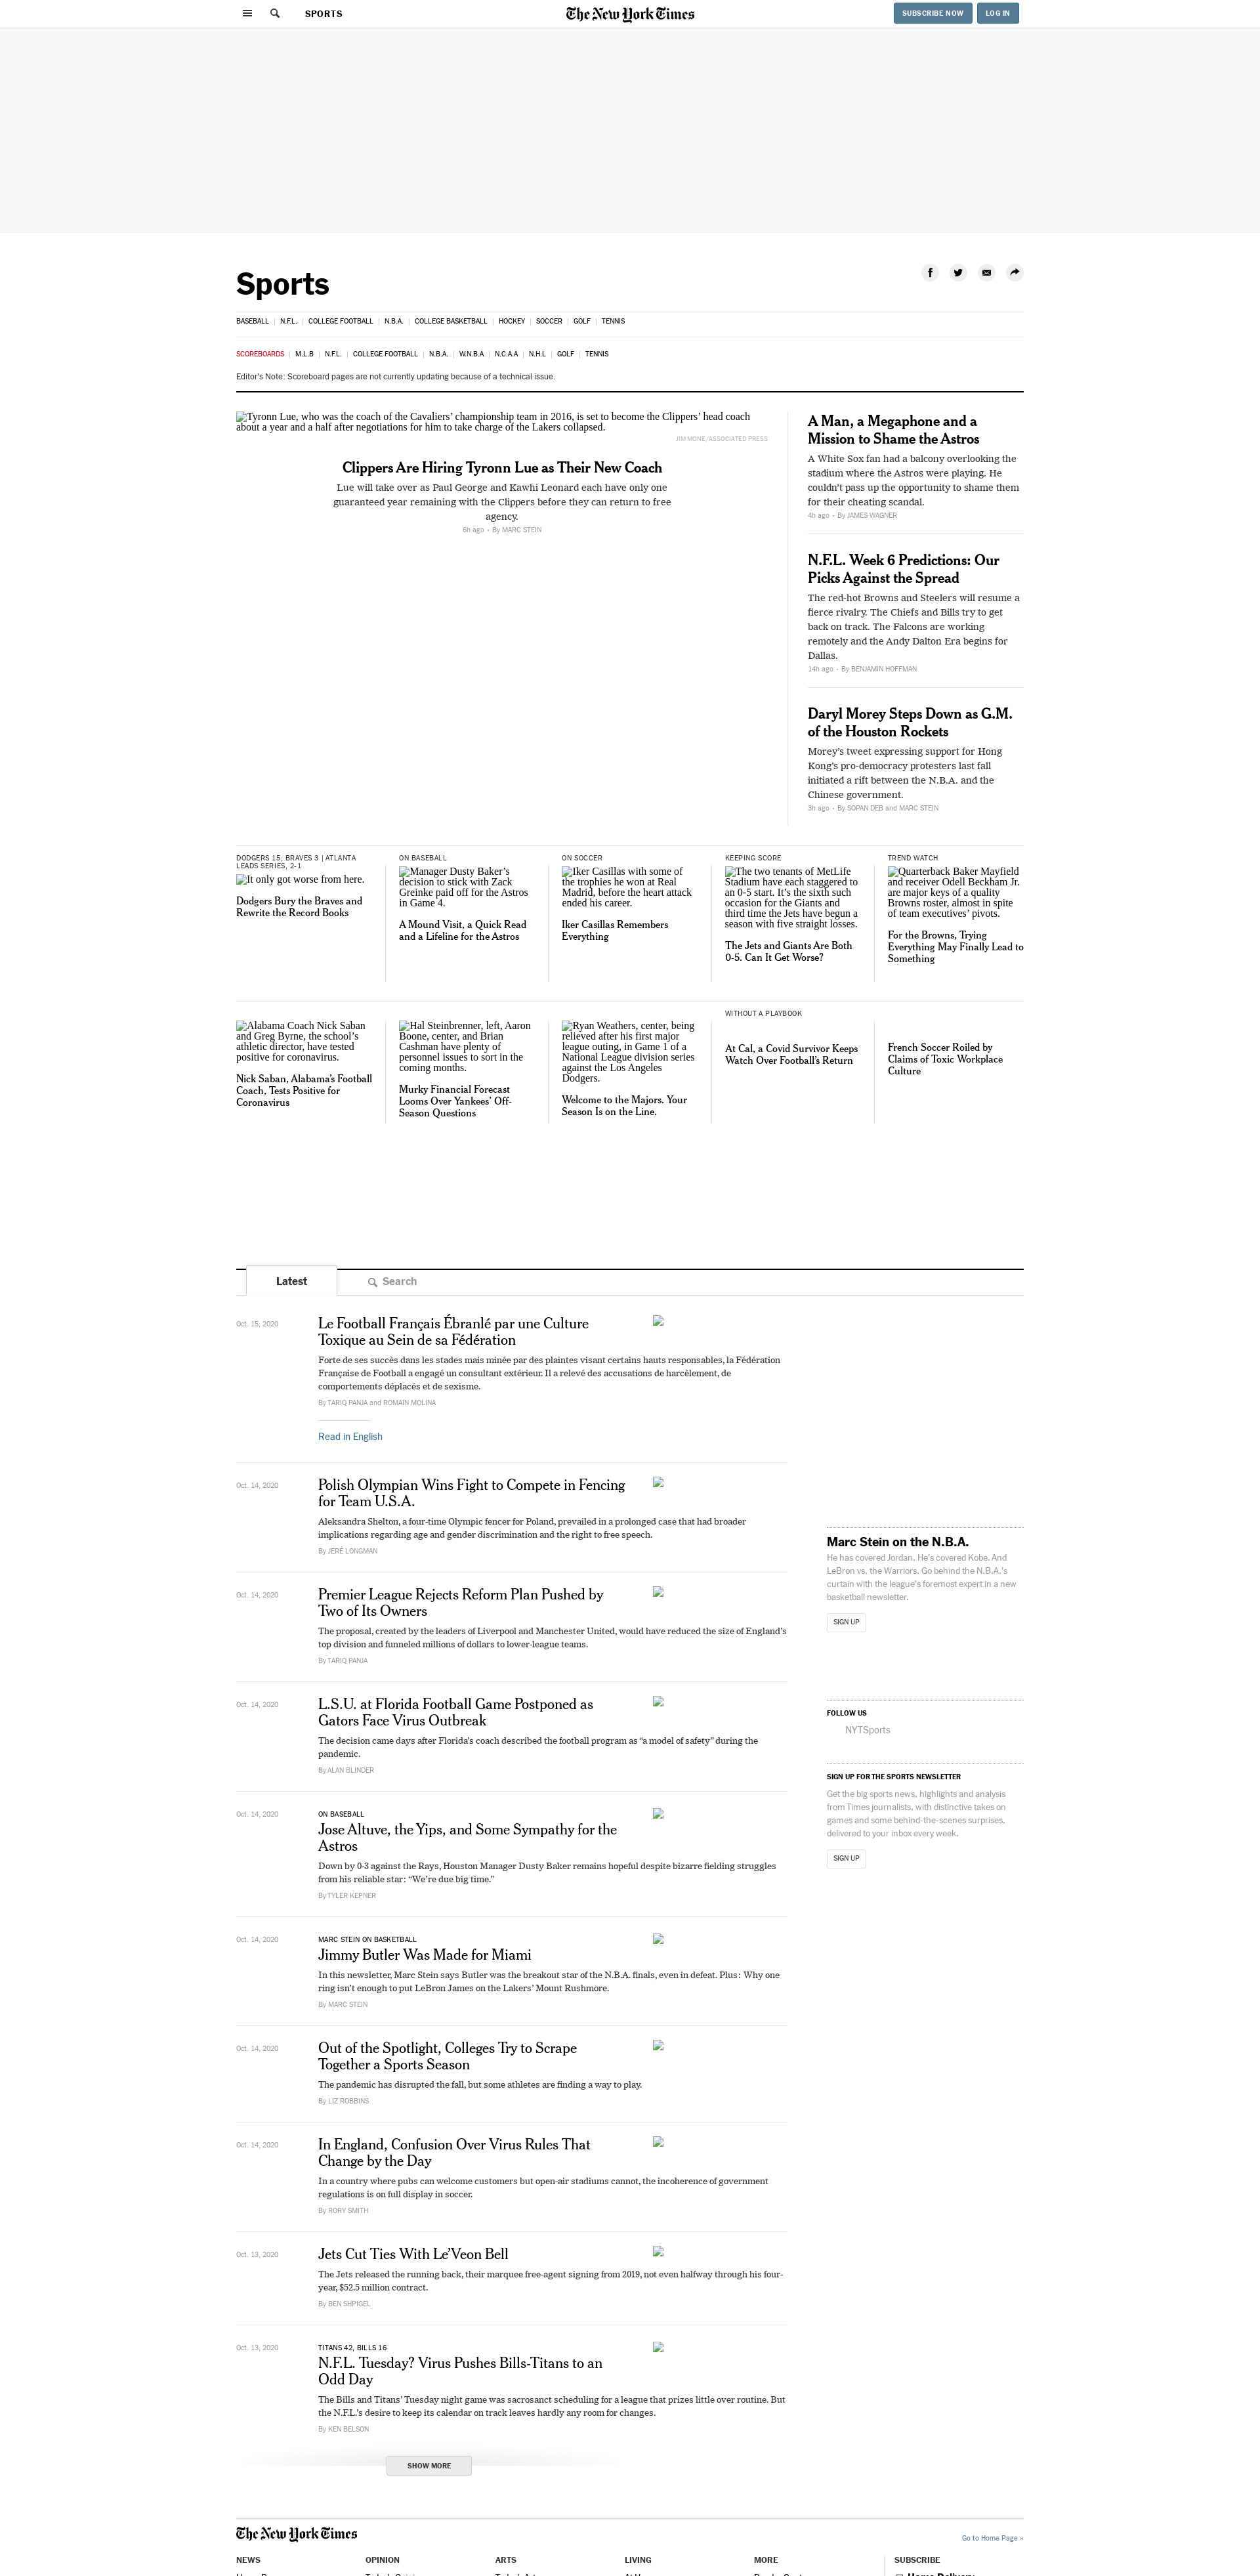 SPORTS
The New York Times
SUBSCRIBE NOW
LOG IN
Sports
BASEBALL | N.F.L. | COLLEGE FOOTBALL | N.B.A. | COLLEGE BASKETBALL | HOCKEY | SOCCER | GOLF | TENNIS
SCOREBOARDS | M.L.B | N.F.L. | COLLEGE FOOTBALL | N.B.A. | W.N.B.A | N.C.A.A | N.H.L | GOLF | TENNIS
Editor's Note: Scoreboard pages are not currently updating because of a technical issue.
Tyronn Lue, who was the coach of the Cavaliers' championship team in 2016, is set to become the Clippers' head coach
about a year and a half after negotiations for him to take charge of the Lakers collapsed.
JIM MONE/ASSOCIATED PRESS
Clippers Are Hiring Tyronn Lue as Their New Coach
Lue will take over as Paul George and Kawhi Leonard each have only one
guaranteed year remaining with the Clippers before they can return to free
agency.
6h ago • By MARC STEIN
A Man, a Megaphone and a
Mission to Shame the Astros
A White Sox fan had a balcony overlooking the
stadium where the Astros were playing. He
couldn't pass up the opportunity to shame them
for their cheating scandal.
4h ago • By JAMES WAGNER
N.F.L. Week 6 Predictions: Our
Picks Against the Spread
The red-hot Browns and Steelers will resume a
fierce rivalry. The Chiefs and Bills try to get
back on track. The Falcons are working
remotely and the Andy Dalton Era begins for
Dallas.
14h ago • By BENJAMIN HOFFMAN
Daryl Morey Steps Down as G.M.
of the Houston Rockets
Morey's tweet expressing support for Hong
Kong's pro-democracy protesters last fall
initiated a rift between the N.B.A. and the
Chinese government.
3h ago • By SOPAN DEB and MARC STEIN
DODGERS 15, BRAVES 3 | ATLANTA
LEADS SERIES, 2-1
It only got worse from here.
Dodgers Bury the Braves and
Rewrite the Record Books
ON BASEBALL
Manager Dusty Baker's
decision to stick with Zack
Greinke paid off for the Astros
in Game 4.
A Mound Visit, a Quick Read
and a Lifeline for the Astros
ON SOCCER
Iker Casillas with some of
the trophies he won at Real
Madrid, before the heart attack
ended his career.
Iker Casillas Remembers
Everything
KEEPING SCORE
The two tenants of MetLife
Stadium have each staggered to
an 0-5 start. It's the sixth such
occasion for the Giants and
third time the Jets have begun a
season with five straight losses.
The Jets and Giants Are Both
0-5. Can It Get Worse?
TREND WATCH
Quarterback Baker Mayfield
and receiver Odell Beckham Jr.
are major keys of a quality
Browns roster, almost in spite
of team executives' pivots.
For the Browns, Trying
Everything May Finally Lead to
Something
Alabama Coach Nick Saban
and Greg Byrne, the school's
athletic director, have tested
positive for coronavirus.
Nick Saban, Alabama's Football
Coach, Tests Positive for
Coronavirus
Hal Steinbrenner, left, Aaron
Boone, center, and Brian
Cashman have plenty of
personnel issues to sort in the
coming months.
Murky Financial Forecast
Looms Over Yankees' Off-
Season Questions
Ryan Weathers, center, being
relieved after his first major
league outing, in Game 1 of a
National League division series
against the Los Angeles
Dodgers.
Welcome to the Majors. Your
Season Is on the Line.
WITHOUT A PLAYBOOK
At Cal, a Covid Survivor Keeps
Watch Over Football's Return
French Soccer Roiled by
Claims of Toxic Workplace
Culture
Latest
Search
Oct. 15, 2020
Le Football Français Ébranlé par une Culture
Toxique au Sein de sa Fédération
Forte de ses succès dans les stades mais minée par des plaintes visant certains hauts responsables, la Fédération
Française de Football a engagé un consultant extérieur. Il a relevé des accusations de harcèlement, de
comportements déplacés et de sexisme.
By TARIQ PANJA and ROMAIN MOLINA
Read in English
Oct. 14, 2020
Polish Olympian Wins Fight to Compete in Fencing
for Team U.S.A.
Aleksandra Shelton, a four-time Olympic fencer for Poland, prevailed in a prolonged case that had broader
implications regarding age and gender discrimination and the right to free speech.
By JERÉ LONGMAN
Oct. 14, 2020
Premier League Rejects Reform Plan Pushed by
Two of Its Owners
The proposal, created by the leaders of Liverpool and Manchester United, would have reduced the size of England's
top division and funneled millions of dollars to lower-league teams.
By TARIQ PANJA
Oct. 14, 2020
L.S.U. at Florida Football Game Postponed as
Gators Face Virus Outbreak
The decision came days after Florida's coach described the football program as “a model of safety” during the
pandemic.
By ALAN BLINDER
Oct. 14, 2020
ON BASEBALL
Jose Altuve, the Yips, and Some Sympathy for the
Astros
Down by 0-3 against the Rays, Houston Manager Dusty Baker remains hopeful despite bizarre fielding struggles
from his reliable star: “We're due big time.”
By TYLER KEPNER
Oct. 14, 2020
MARC STEIN ON BASKETBALL
Jimmy Butler Was Made for Miami
In this newsletter, Marc Stein says Butler was the breakout star of the N.B.A. finals, even in defeat. Plus: Why one
ring isn't enough to put LeBron James on the Lakers' Mount Rushmore.
By MARC STEIN
Oct. 14, 2020
Out of the Spotlight, Colleges Try to Scrape
Together a Sports Season
The pandemic has disrupted the fall, but some athletes are finding a way to play.
By LIZ ROBBINS
Oct. 14, 2020
In England, Confusion Over Virus Rules That
Change by the Day
In a country where pubs can welcome customers but open-air stadiums cannot, the incoherence of government
regulations is on full display in soccer.
By RORY SMITH
Oct. 13, 2020
Jets Cut Ties With Le'Veon Bell
The Jets released the running back, their marquee free-agent signing from 2019, not even halfway through his four-
year, $52.5 million contract.
By BEN SHPIGEL
Oct. 13, 2020
TITANS 42, BILLS 16
N.F.L. Tuesday? Virus Pushes Bills-Titans to an
Odd Day
The Bills and Titans' Tuesday night game was sacrosanct scheduling for a league that prizes little over routine. But
the N.F.L.'s desire to keep its calendar on track leaves hardly any room for changes.
By KEN BELSON
SHOW MORE
Marc Stein on the N.B.A.
He has covered Jordan. He's covered Kobe. And
LeBron vs. the Warriors. Go behind the N.B.A.'s
curtain with the league's foremost expert in a new
basketball newsletter.
SIGN UP
FOLLOW US
NYTSports
SIGN UP FOR THE SPORTS NEWSLETTER
Get the big sports news, highlights and analysis
from Times journalists, with distinctive takes on
games and some behind-the-scenes surprises,
delivered to your inbox every week.
SIGN UP
The New York Times
Go to Home Page »
NEWS
OPINION
ARTS
LIVING
MORE
SUBSCRIBE